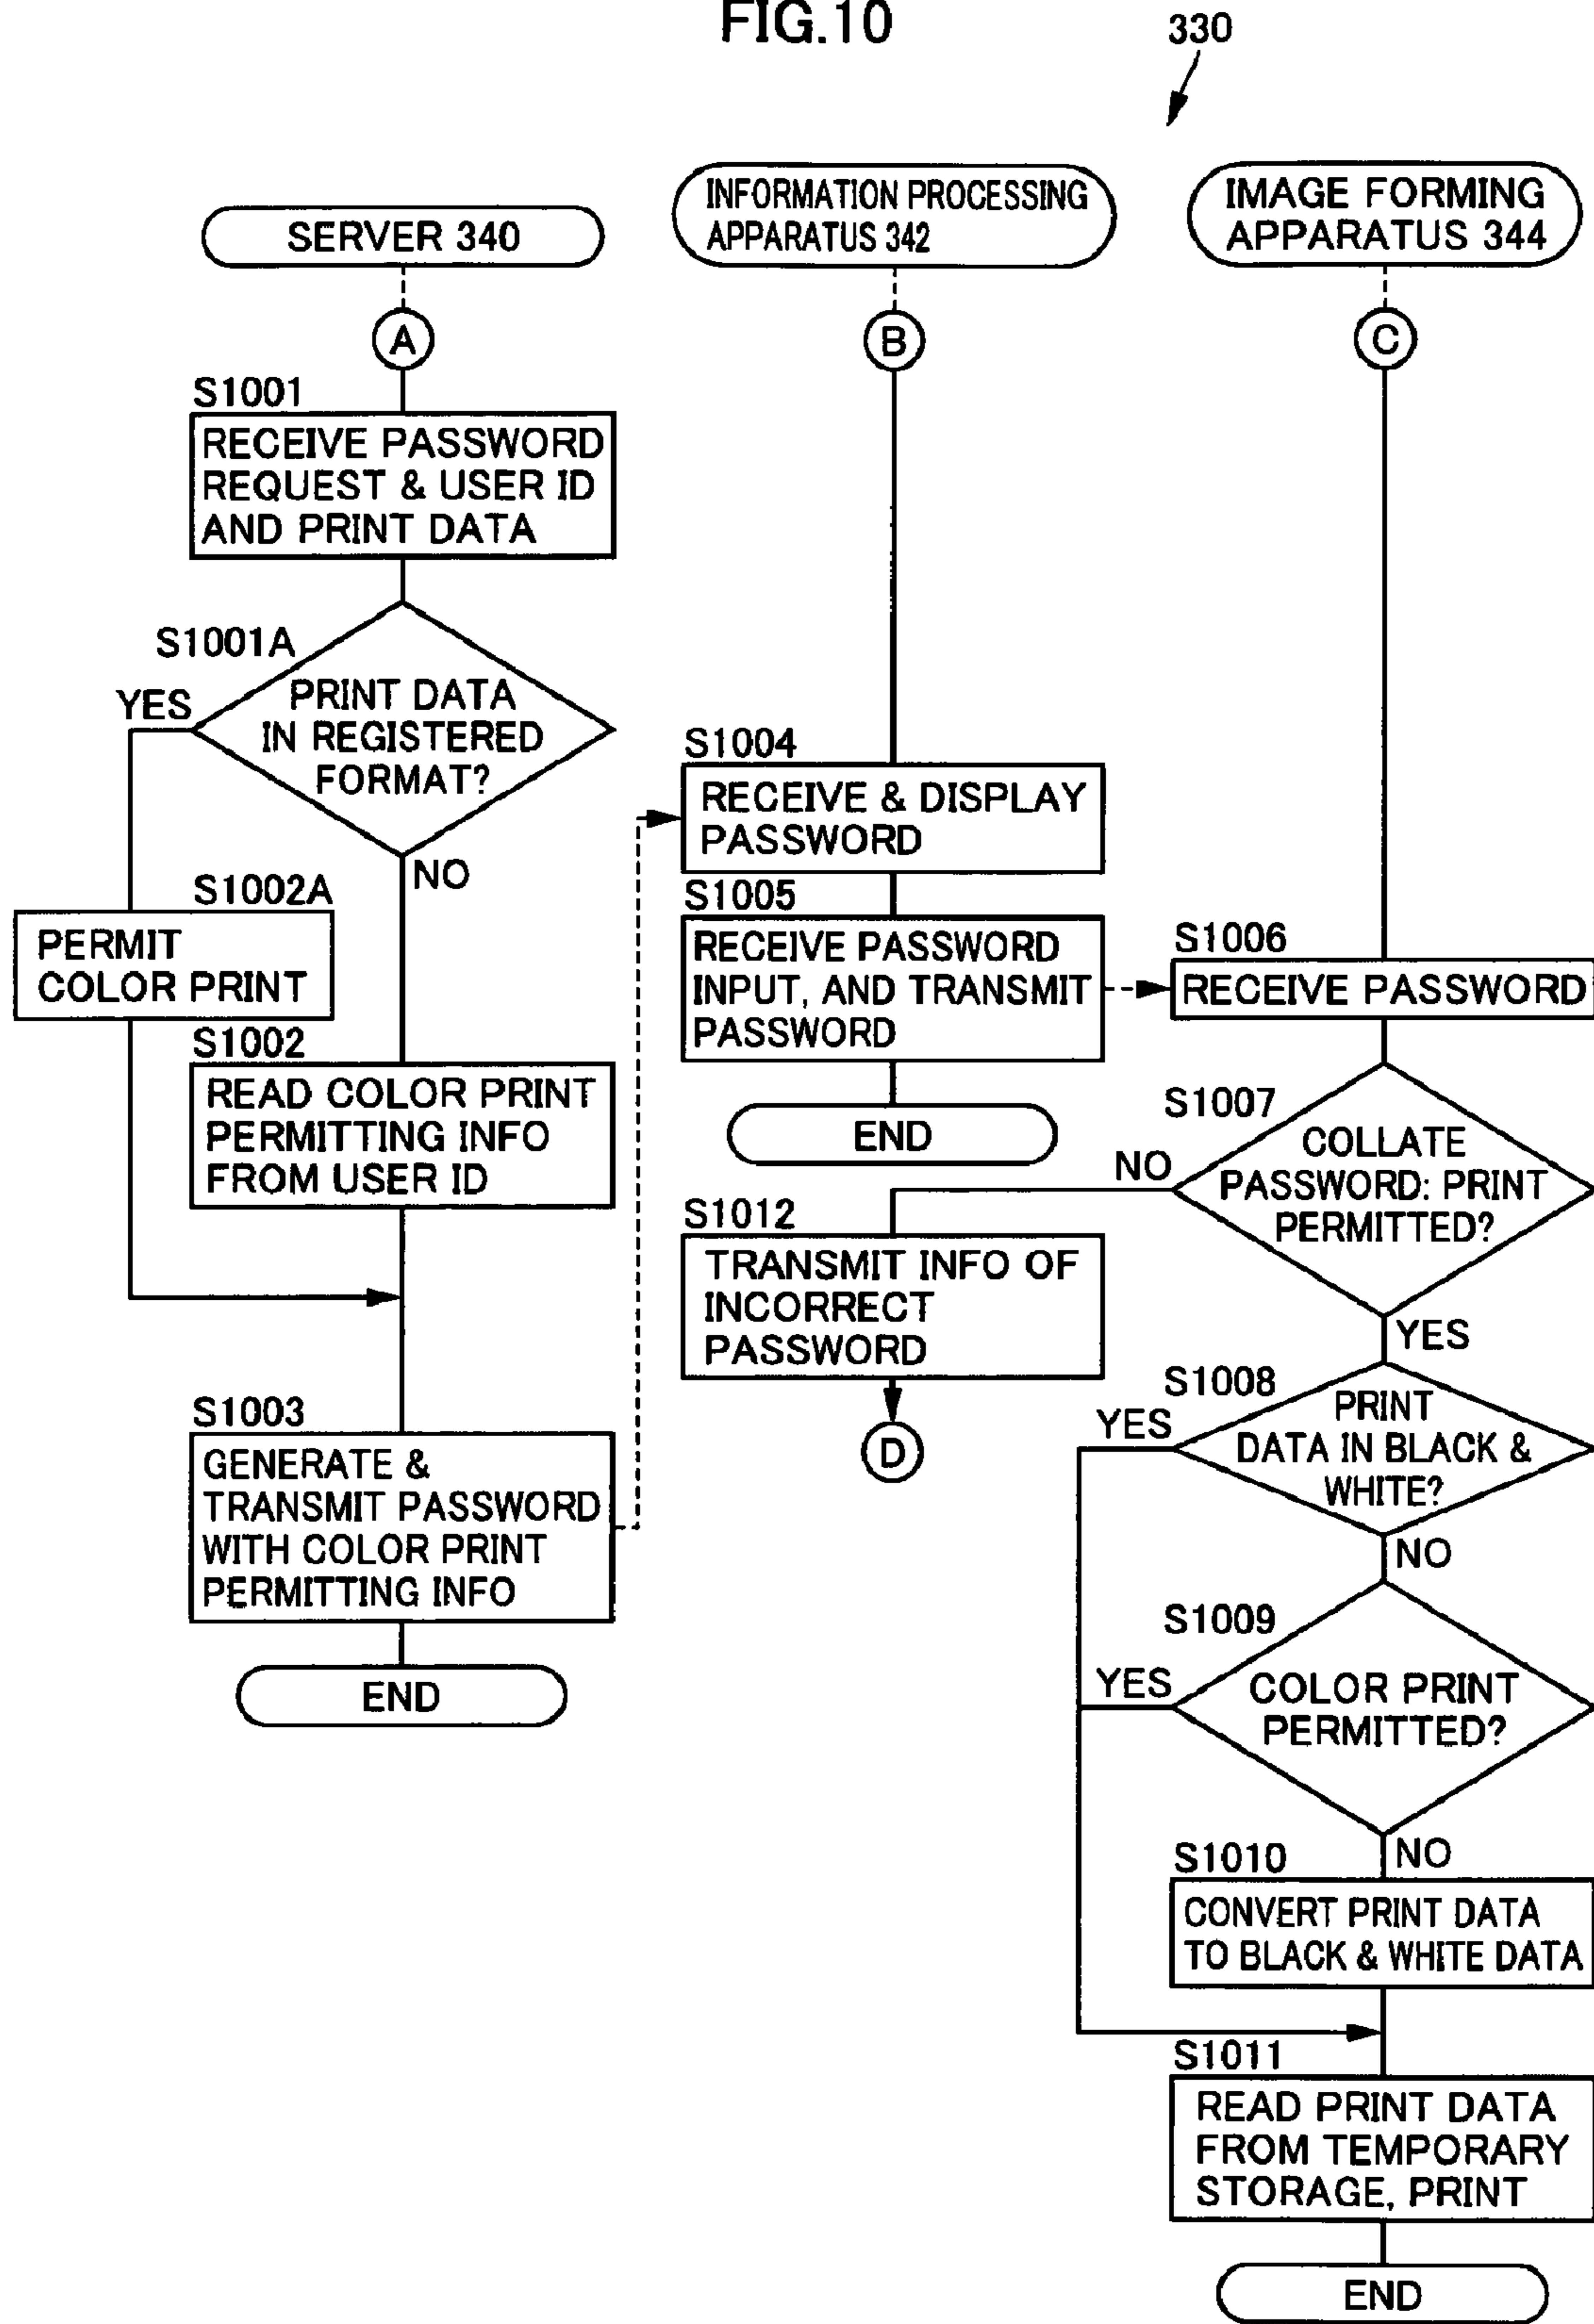 FIG.10
330
SERVER 340
A
S1001
RECEIVE PASSWORD
REQUEST & USER ID
AND PRINT DATA
S1001A
PRINT DATA
IN REGISTERED
FORMAT?
YES
NO
S1002A
PERMIT
COLOR PRINT
S1002
READ COLOR PRINT
PERMITTING INFO
FROM USER ID
S1003
GENERATE &
TRANSMIT PASSWORD
WITH COLOR PRINT
PERMITTING INFO
END
INFORMATION PROCESSING
APPARATUS 342
B
S1004
RECEIVE & DISPLAY
PASSWORD
S1005
RECEIVE PASSWORD
INPUT, AND TRANSMIT
PASSWORD
END
S1012
TRANSMIT INFO OF
INCORRECT
PASSWORD
D
IMAGE FORMING
APPARATUS 344
C
S1006
RECEIVE PASSWORD
S1007
COLLATE
PASSWORD: PRINT
PERMITTED?
NO
YES
S1008
PRINT
DATA IN BLACK &
WHITE?
YES
NO
S1009
COLOR PRINT
PERMITTED?
YES
NO
S1010
CONVERT PRINT DATA
TO BLACK & WHITE DATA
S1011
READ PRINT DATA
FROM TEMPORARY
STORAGE, PRINT
END